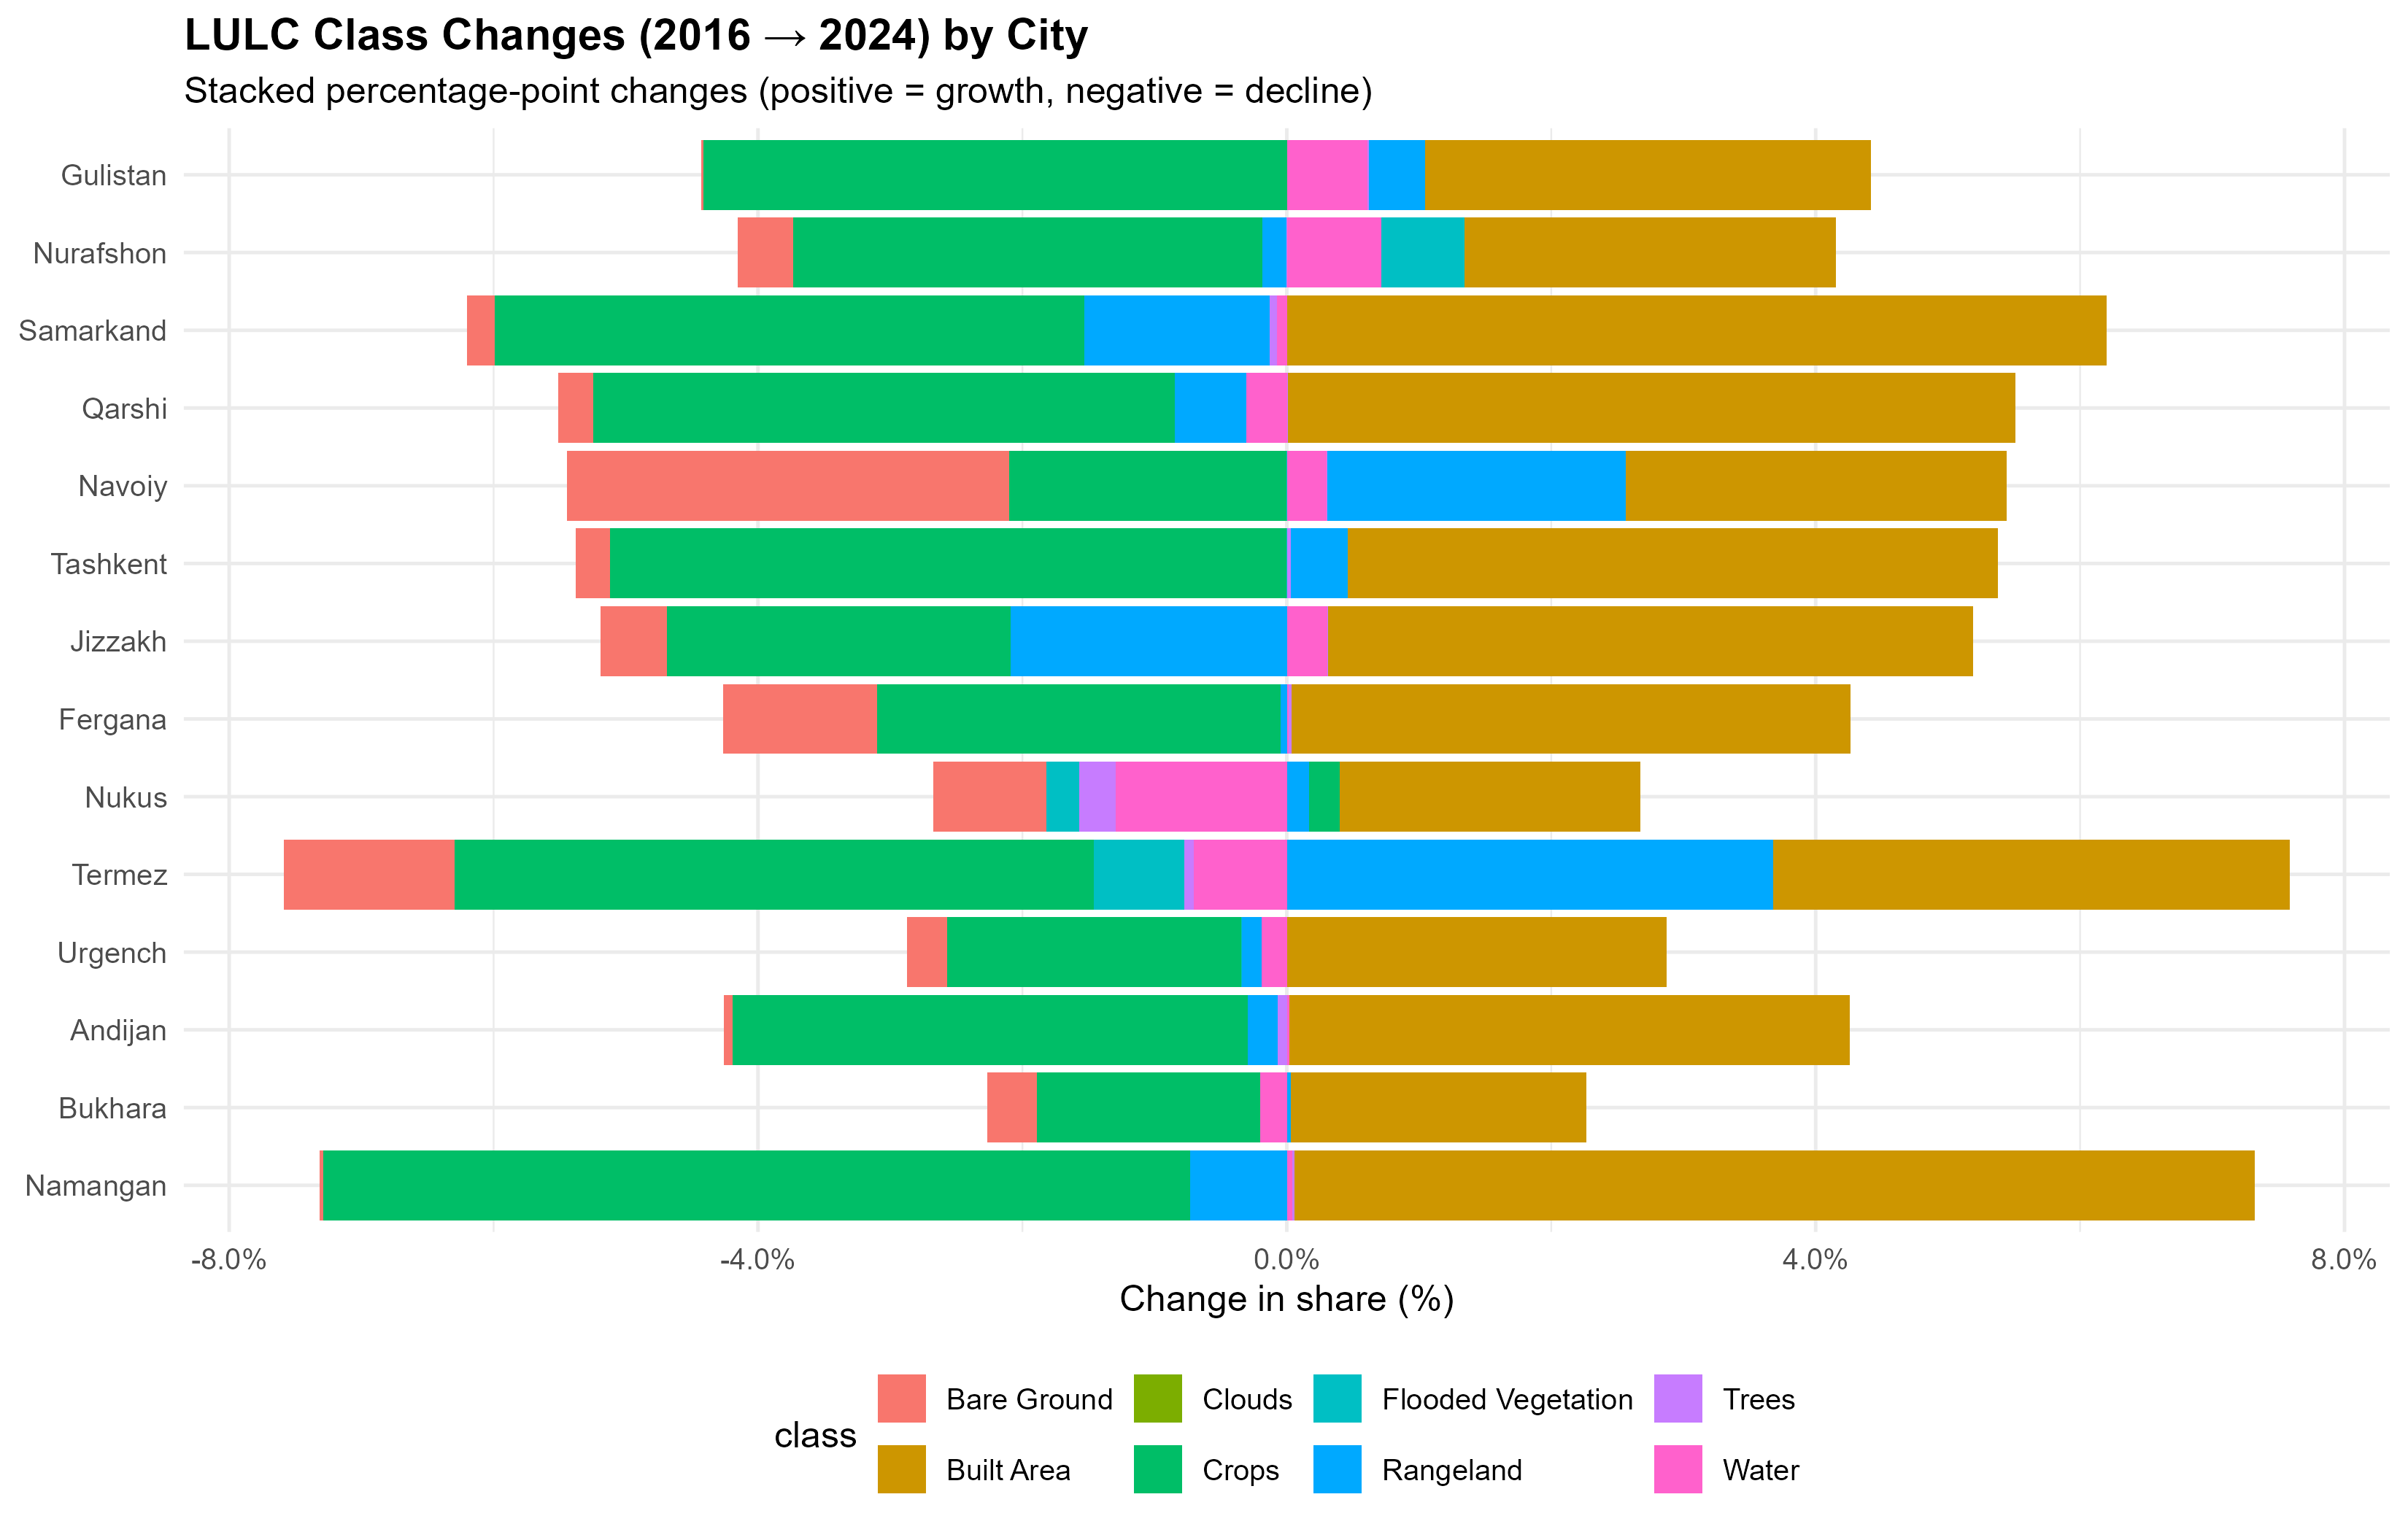 LULC Class Changes (2016 → 2024) by City
Stacked percentage-point changes (positive = growth, negative = decline)
Gulistan
Nurafshon
Samarkand
Qarshi
Navoiy
Tashkent
Jizzakh
Fergana
Nukus
Termez
Urgench
Andijan
Bukhara
Namangan
-8.0% -4.0% 0.0% 4.0% 8.0%
Change in share (%)
class
Bare Ground Clouds Flooded Vegetation Trees
Built Area Crops Rangeland Water